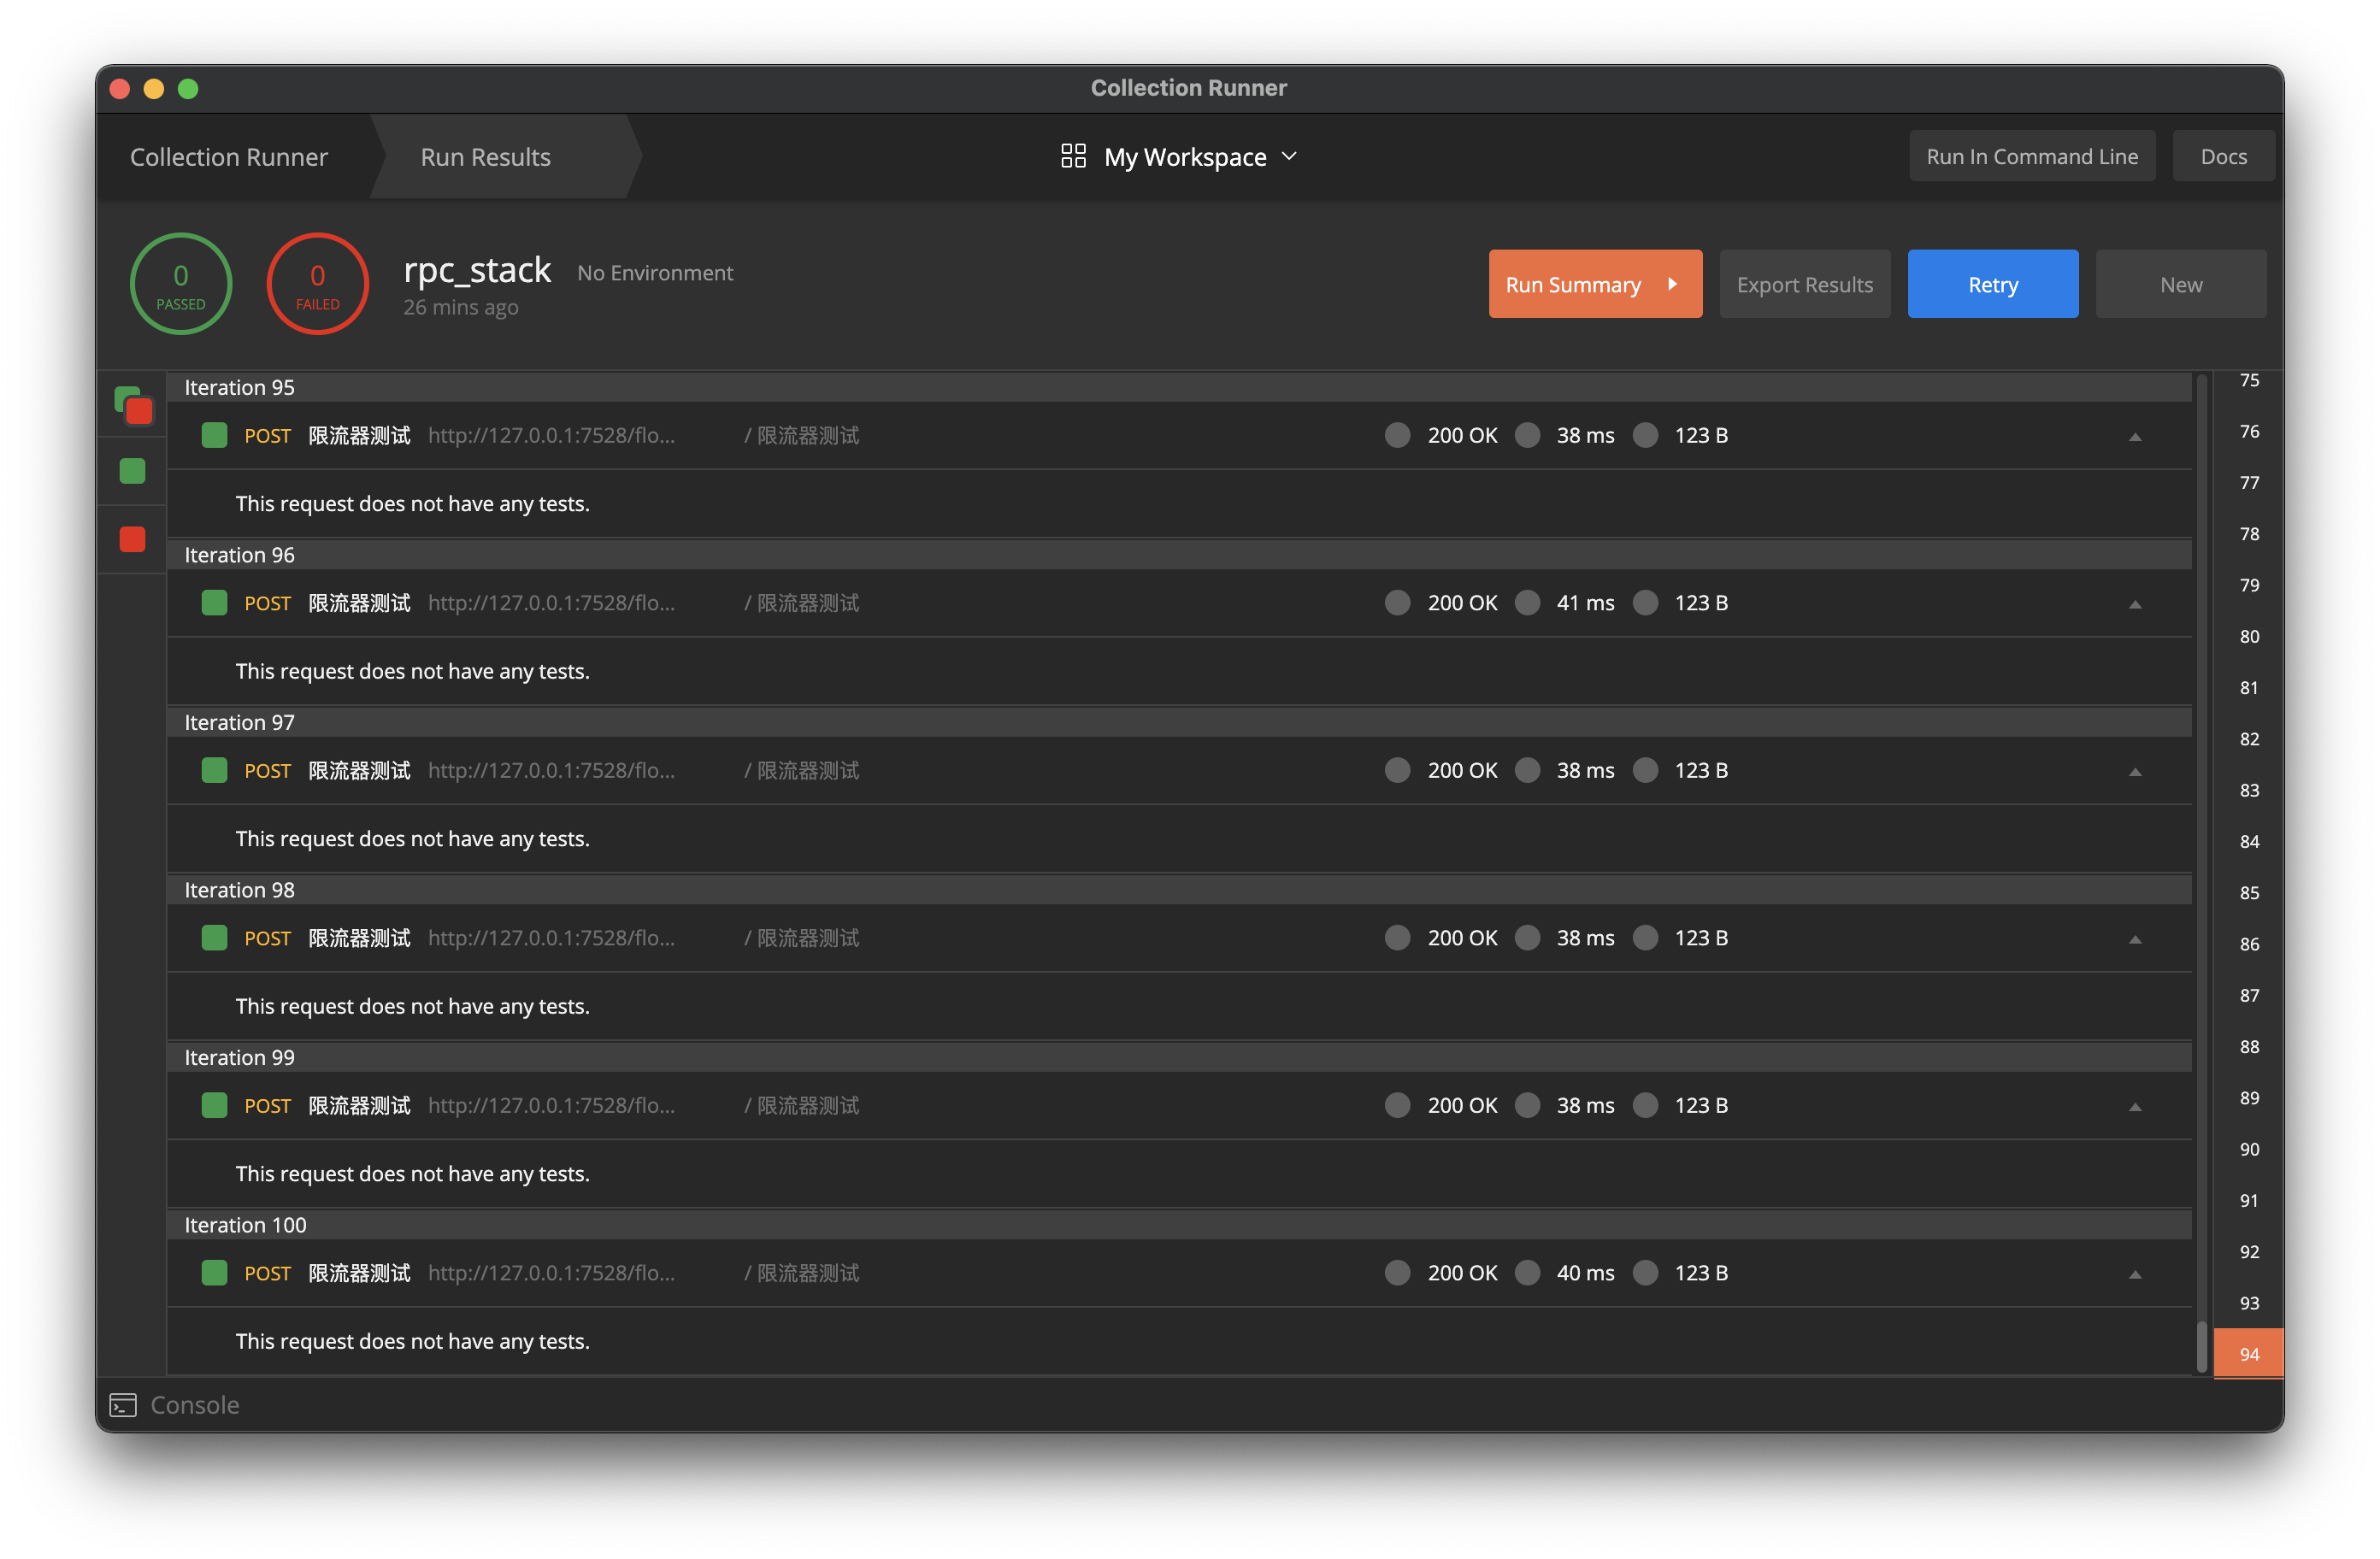 Collection Runner
Collection Runner
Run Results
My Workspace
Run In Command Line
Docs
0
PASSED
0
FAILED
rpc_stack
No Environment
26 mins ago
Run Summary
Export Results
Retry
New
Iteration 95
POST 限流器测试 http://127.0.0.1:7528/flo... / 限流器测试 200 OK 38 ms 123 B
This request does not have any tests.
Iteration 96
POST 限流器测试 http://127.0.0.1:7528/flo... / 限流器测试 200 OK 41 ms 123 B
This request does not have any tests.
Iteration 97
POST 限流器测试 http://127.0.0.1:7528/flo... / 限流器测试 200 OK 38 ms 123 B
This request does not have any tests.
Iteration 98
POST 限流器测试 http://127.0.0.1:7528/flo... / 限流器测试 200 OK 38 ms 123 B
This request does not have any tests.
Iteration 99
POST 限流器测试 http://127.0.0.1:7528/flo... / 限流器测试 200 OK 38 ms 123 B
This request does not have any tests.
Iteration 100
POST 限流器测试 http://127.0.0.1:7528/flo... / 限流器测试 200 OK 40 ms 123 B
This request does not have any tests.
75
76
77
78
79
80
81
82
83
84
85
86
87
88
89
90
91
92
93
94
Console